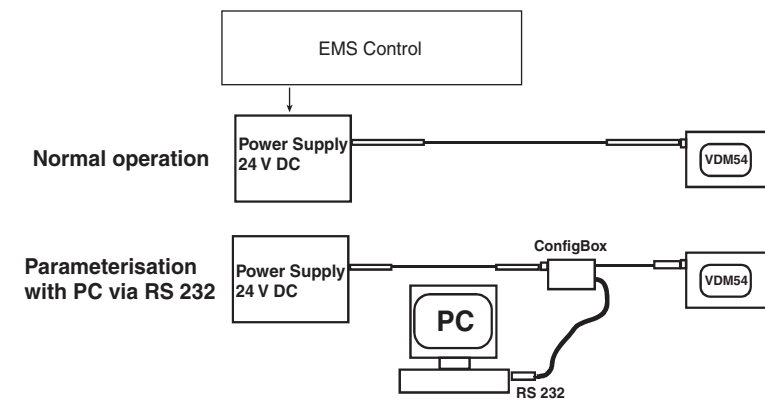 EMS Control
Normal operation
Power Supply
24 V DC
VDM54
Parameterisation
with PC via RS 232
Power Supply
24 V DC
ConfigBox
VDM54
PC
RS 232